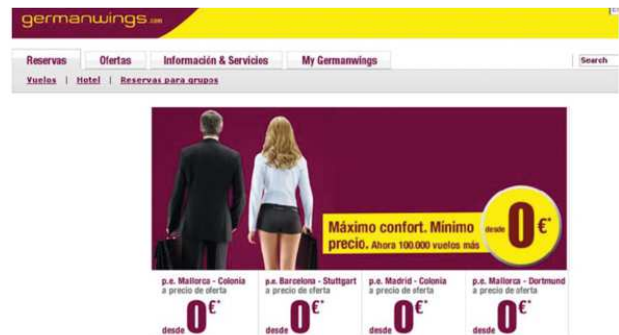 germanwings.com
Reservas Ofertas Información & Servicios My Germanwings Search
Vuelos | Hotel | Reservas para grupos
Máximo confort. Mínimo precio. Ahora 100.000 vuelos más
desde 0€*
p.e. Mallorca - Colonia
a precio de oferta
desde 0€*
p.e. Barcelona - Stuttgart
a precio de oferta
desde 0€*
p.e. Madrid - Colonia
a precio de oferta
desde 0€*
p.e. Mallorca - Dortmund
a precio de oferta
desde 0€*